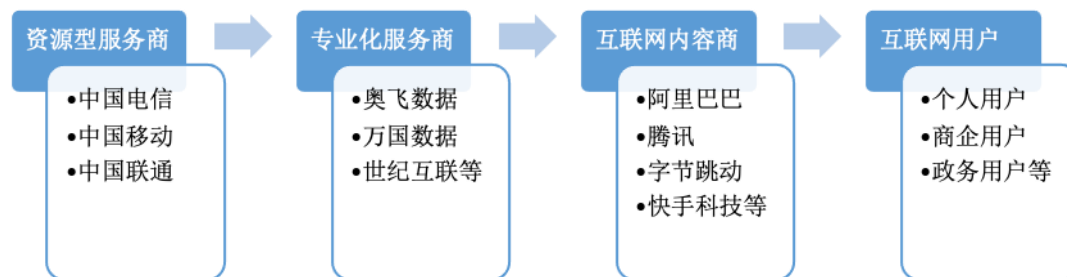 资源型服务商
•中国电信
•中国移动
•中国联通
专业化服务商
•奥飞数据
•万国数据
•世纪互联等
互联网内容商
•阿里巴巴
•腾讯
•字节跳动
•快手科技等
互联网用户
•个人用户
•商企用户
•政务用户等